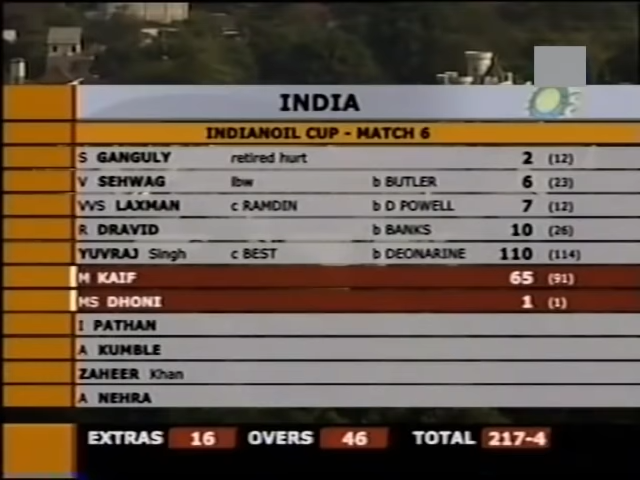 INDIA
INDIANOIL CUP - MATCH 6
S GANGULY retired hurt 2 (12)
V SEHWAG lbw b BUTLER 6 (23)
VVS LAXMAN c RAMDIN b D POWELL 7 (12)
R DRAVID b BANKS 10 (26)
YUVRAJ Singh c BEST b DEONARINE 110 (114)
M KAIF 65 (91)
MS DHONI 1 (1)
I PATHAN
A KUMBLE
ZAHEER Khan
A NEHRA
EXTRAS 16 OVERS 46 TOTAL 217-4